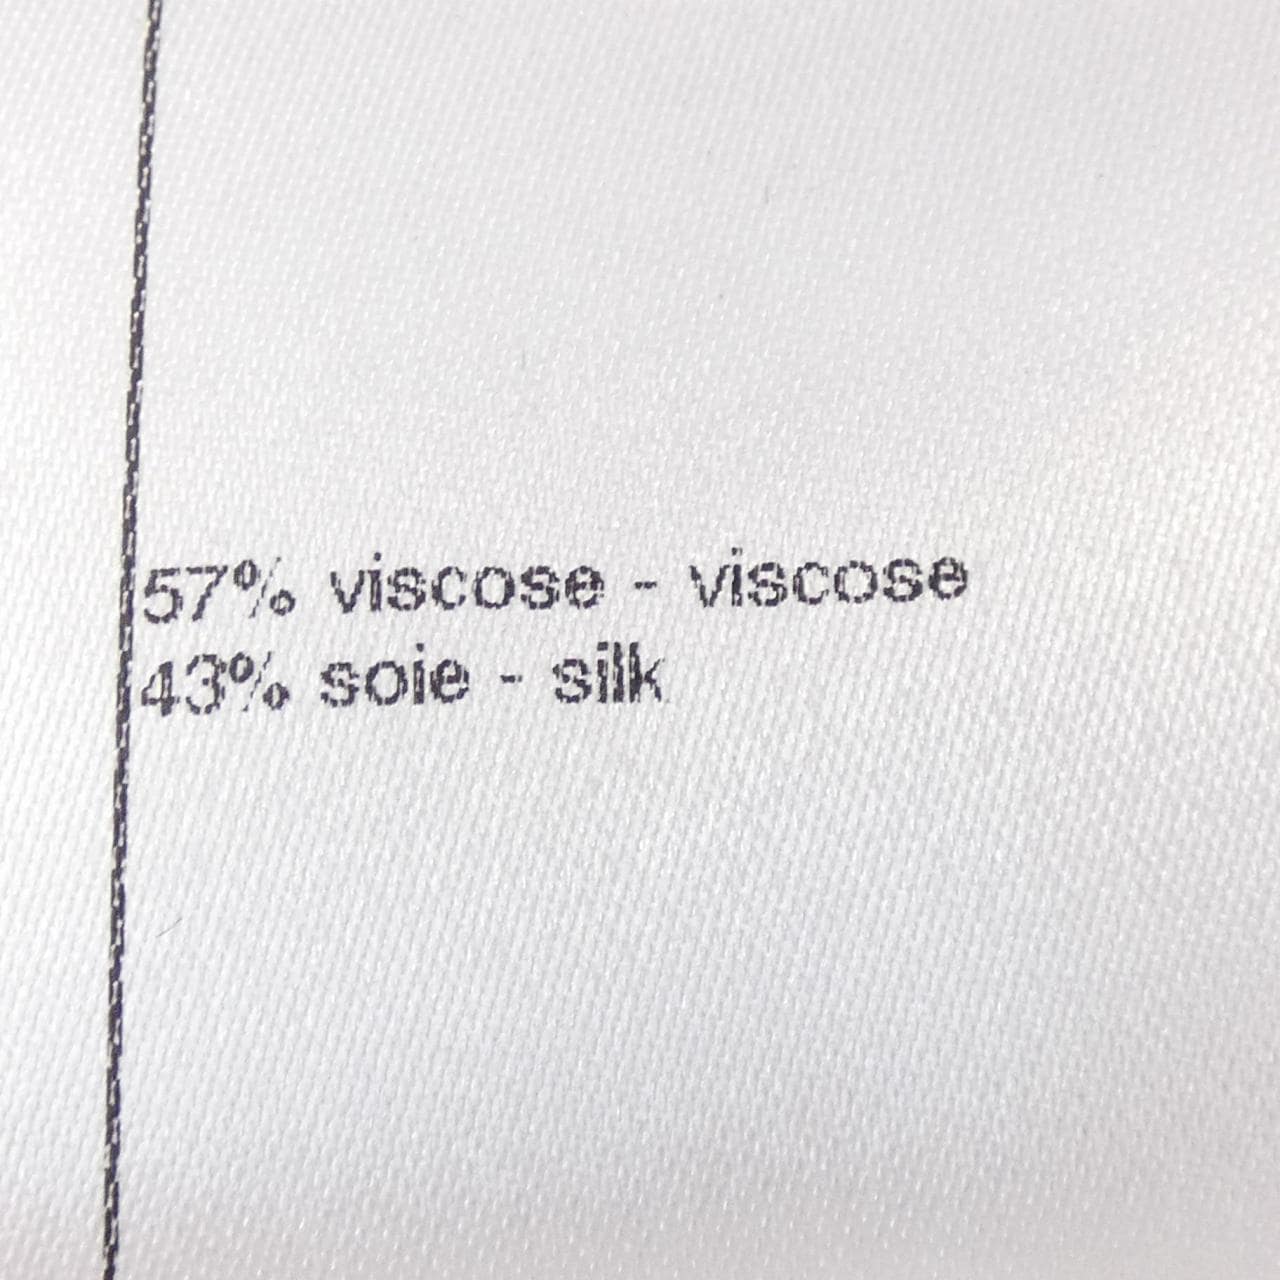 57% viscose - viscose
43% soie - silk